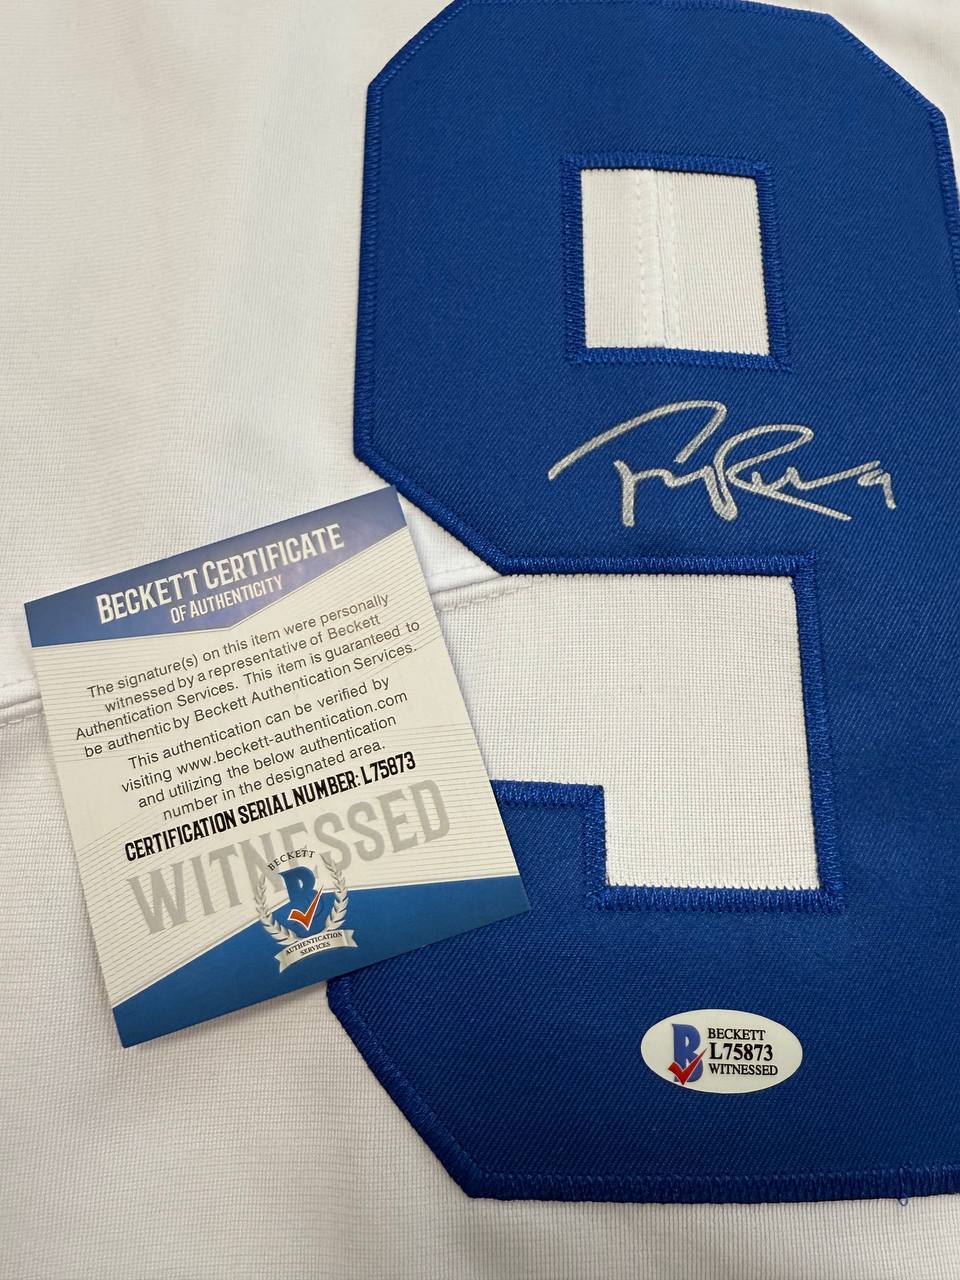 9
BECKETT CERTIFICATE
OF AUTHENTICITY
The signature(s) on this item were personally
witnessed by a representative of Beckett
Authentication Services. This item is guaranteed to
be authentic by Beckett Authentication Services.
This authentication can be verified by
visiting www.beckett-authentication.com
and utilizing the below authentication
number in the designated area.
CERTIFICATION SERIAL NUMBER: L75873
WITNESSED
BECKETT
B
AUTHENTICATION
SERVICES
B
BECKETT
L75873
WITNESSED